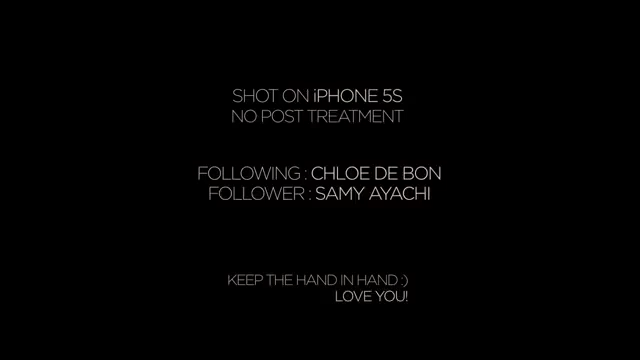 SHOT ON iPHONE 5S
NO POST TREATMENT
FOLLOWING : CHLOE DE BON
FOLLOWER : SAMY AYACHI
KEEP THE HAND IN HAND :)
LOVE YOU!